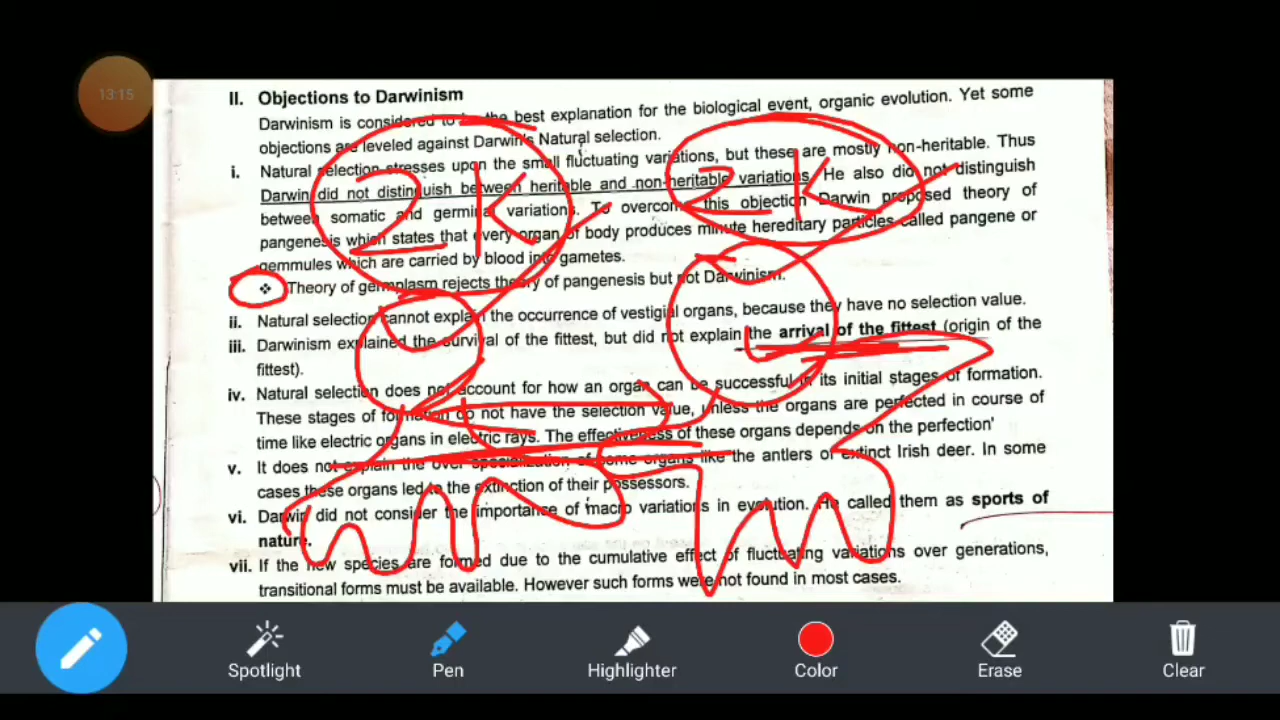 13:15
II. Objections to Darwinism
Darwinism is considered to be the best explanation for the biological event, organic evolution. Yet some
objections are leveled against Darwin's Natural selection.
i. Natural selection stresses upon the small fluctuating variations, but these are mostly non-heritable. Thus
Darwin did not distinguish between heritable and non-heritable variations. He also did not distinguish
between somatic and germinal variations. To overcome this objection Darwin proposed theory of
pangenesis which states that every organ of body produces minute hereditary particles called pangene or
gemmules which are carried by blood into gametes.
❖ Theory of germplasm rejects theory of pangenesis but not Darwinism.
ii. Natural selection cannot explain the occurrence of vestigial organs, because they have no selection value.
iii. Darwinism explained the survival of the fittest, but did not explain the arrival of the fittest (origin of the
fittest).
iv. Natural selection does not account for how an organ can be successful in its initial stages of formation.
These stages of formation do not have the selection value, unless the organs are perfected in course of
time like electric organs in electric rays. The effectiveness of these organs depends on the perfection'
v. It does not explain the over specialization of some organs like the antlers of extinct Irish deer. In some
cases these organs led to the extinction of their possessors.
vi. Darwin did not consider the importance of macro variations in evolution. He called them as sports of
nature.
vii. If the new species are formed due to the cumulative effect of fluctuating variations over generations,
transitional forms must be available. However such forms were not found in most cases.
2K
2K
Spotlight
Pen
Highlighter
Color
Erase
Clear